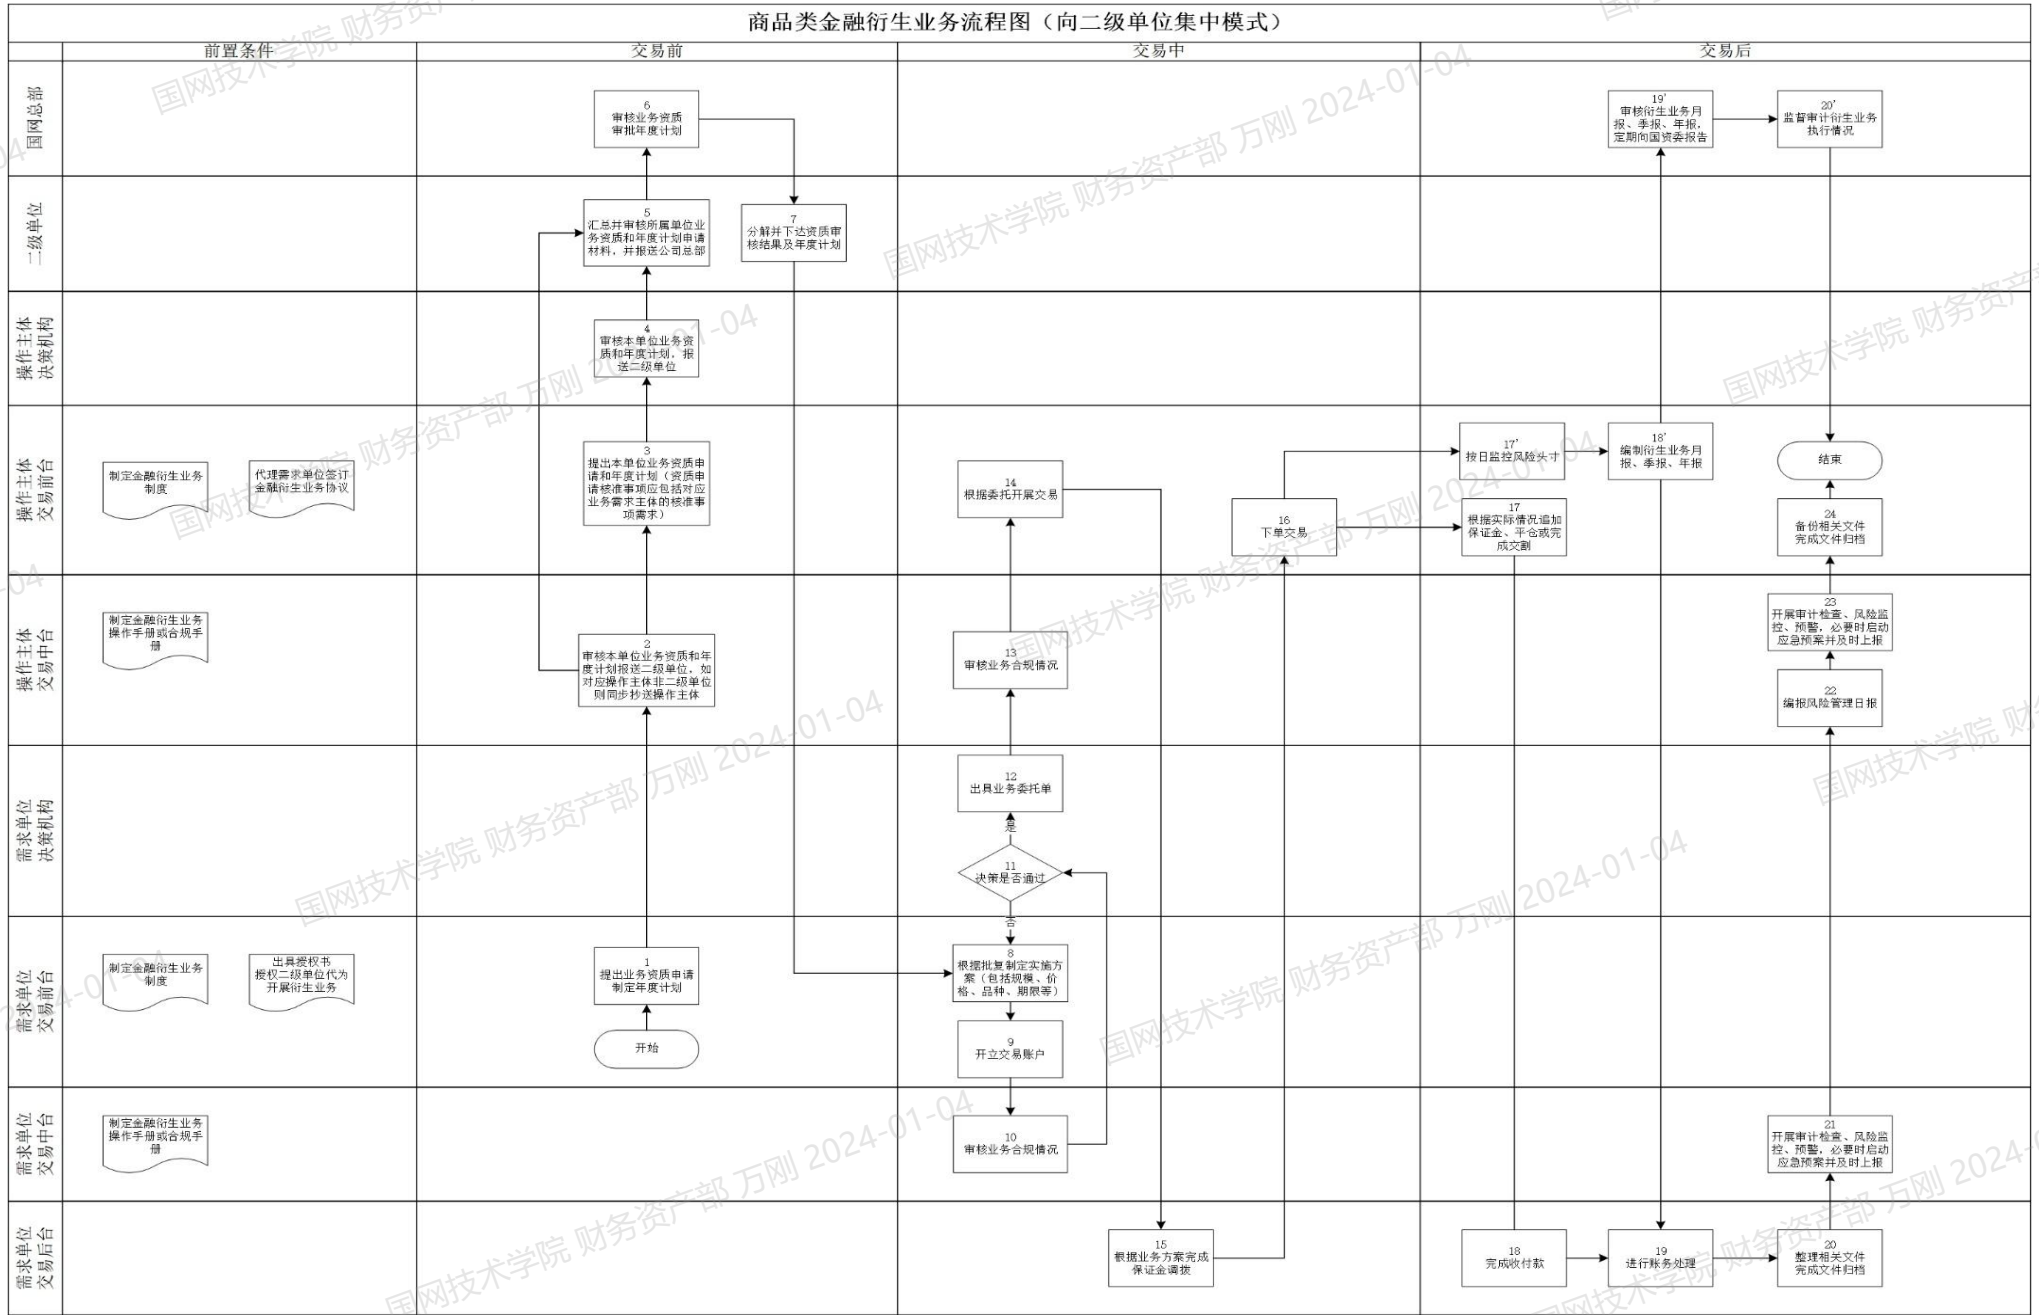 商品类金融衍生业务流程图（向二级单位集中模式）
前置条件
交易前
交易中
交易后
国网总部
6
审核业务资质
审批年度计划
19'
审核衍生业务月
报、季报、年报，
定期向国资委报告
20'
监督审计衍生业务
执行情况
二级单位
5
汇总并审核所属单位业
务资质和年度计划申请
材料，并报送公司总部
7
分解并下达资质审
核结果及年度计划
操作主体
决策机构
4
审核本单位业务资
质和年度计划，报
送二级单位
操作主体
交易前台
制定金融衍生业务
制度
代理需求单位签订
金融衍生业务协议
3
提出本单位业务资质申
请和年度计划（资质申
请核准事项应包括对应
业务需求主体的核准事
项需求）
14
根据委托开展交易
16
下单交易
17'
按日监控风险头寸
18'
编制衍生业务月
报、季报、年报
17
根据实际情况追加
保证金、平仓或完
成交割
结束
24
备份相关文件
完成文件归档
操作主体
交易中台
制定金融衍生业务
操作手册或合规手
册
2
审核本单位业务资质和年
度计划报送二级单位，如
对应操作主体非二级单位
则同步抄送操作主体
13
审核业务合规情况
23
开展审计检查、风险监
控、预警，必要时启动
应急预案并及时上报
22
编报风险管理日报
需求单位
决策机构
12
出具业务委托单
是
11
决策是否通过
否
需求单位
交易前台
制定金融衍生业务
制度
出具授权书
授权二级单位代为
开展衍生业务
1
提出业务资质申请
制定年度计划
开始
8
根据批复制定实施方
案（包括规模、价
格、品种、期限等）
9
开立交易账户
需求单位
交易中台
制定金融衍生业务
操作手册或合规手
册
10
审核业务合规情况
21
开展审计检查、风险监
控、预警，必要时启动
应急预案并及时上报
需求单位
交易后台
15
根据业务方案完成
保证金调拨
18
完成收付款
19
进行账务处理
20
整理相关文件
完成文件归档
国网技术学院 财务资产部 万刚 2024-01-04